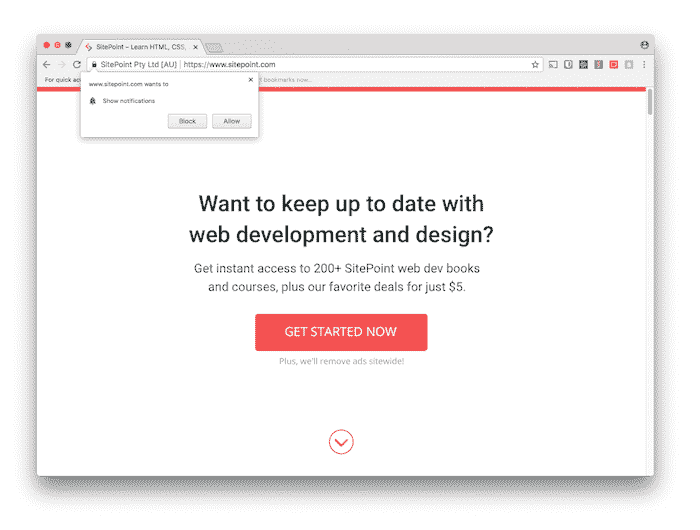 SitePoint – Learn HTML, CSS,
SitePoint Pty Ltd [AU] | https://www.sitepoint.com
For quick acc
bookmarks now...
www.sitepoint.com wants to
Show notifications
Block Allow
Want to keep up to date with
web development and design?
Get instant access to 200+ SitePoint web dev books
and courses, plus our favorite deals for just $5.
GET STARTED NOW
Plus, we'll remove ads sitewide!